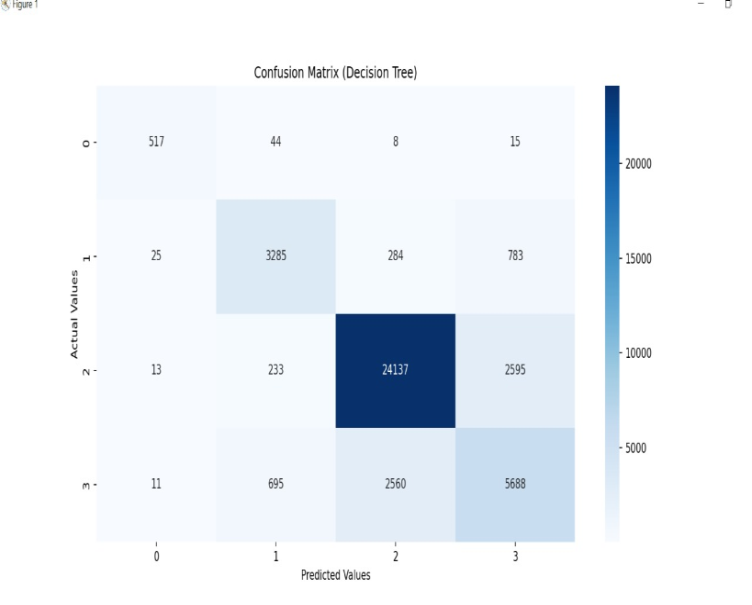 Figure 1
Confusion Matrix (Decision Tree)
0
517 44 8 15
20000
1
25 3285 284 783
15000
Actual Values
2
13 233 24137 2595
10000
5000
3
11 695 2560 5688
0 1 2 3
Predicted Values